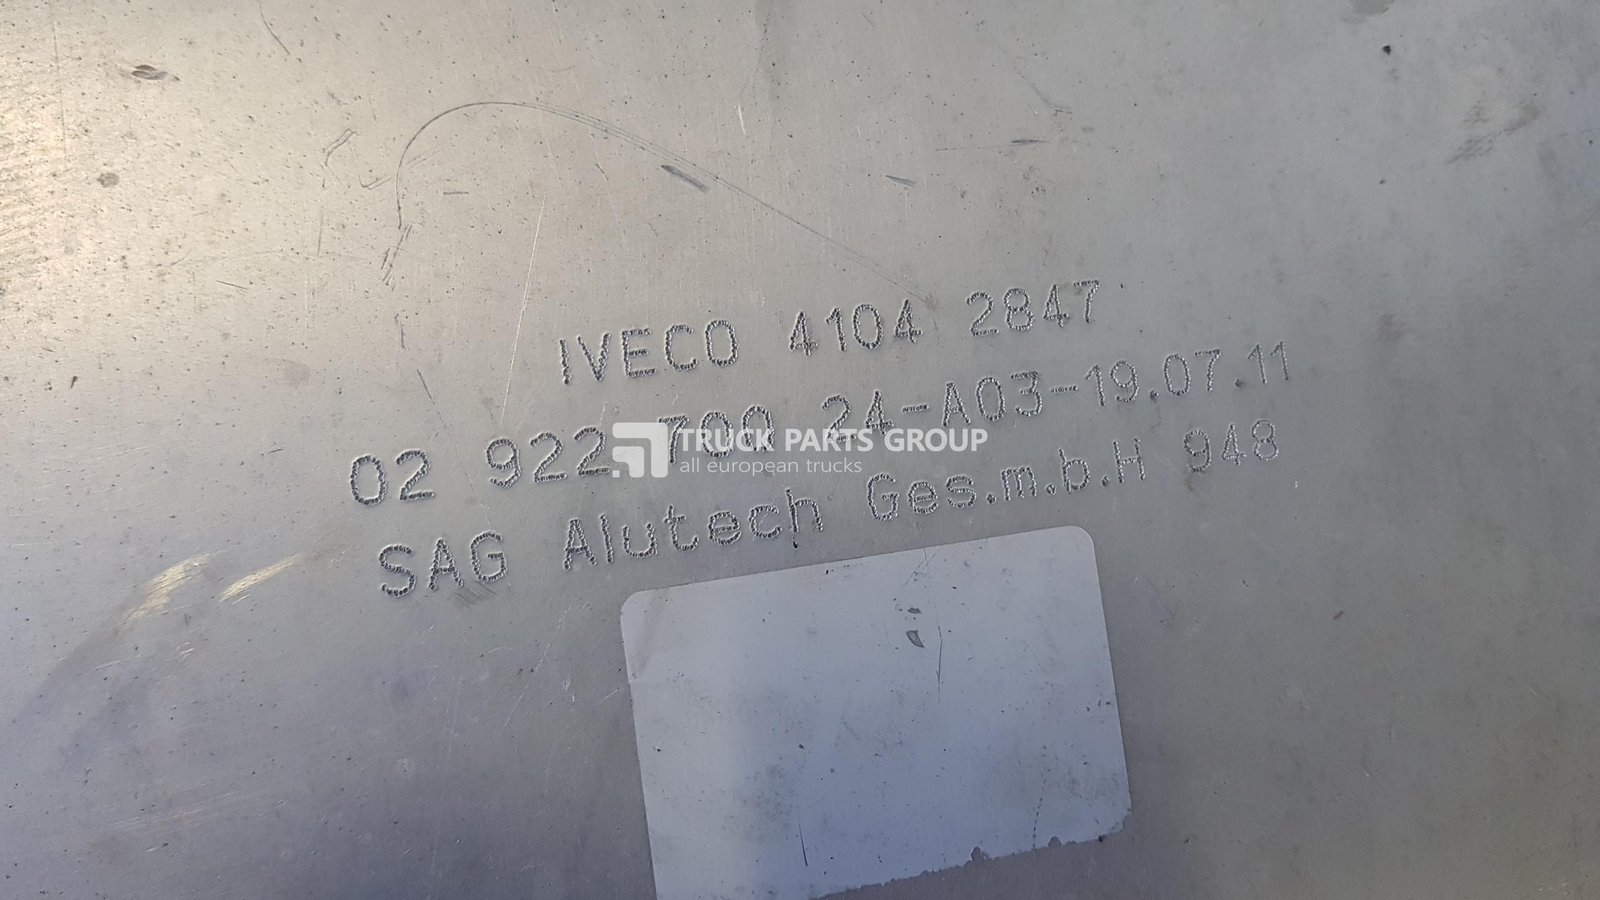 IVECO 4104 2847
02 922 700 24-A03-19.07.11
TRUCK PARTS GROUP
all european trucks
SAG Alutech Ges.m.b.H 948